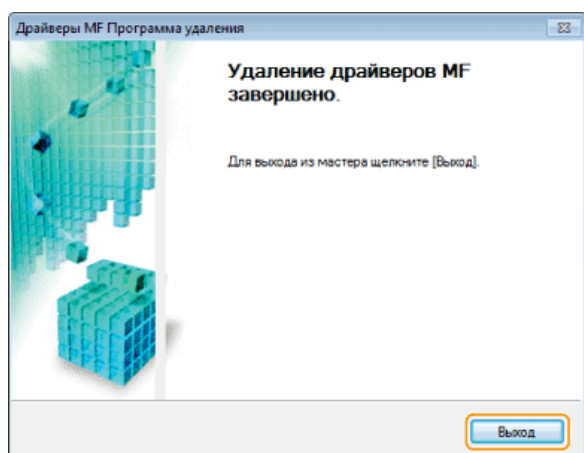 Драйверы MF Программа удаления
Удаление драйверов MF
завершено.
Для выхода из мастера щелкните [Выход].
Выход